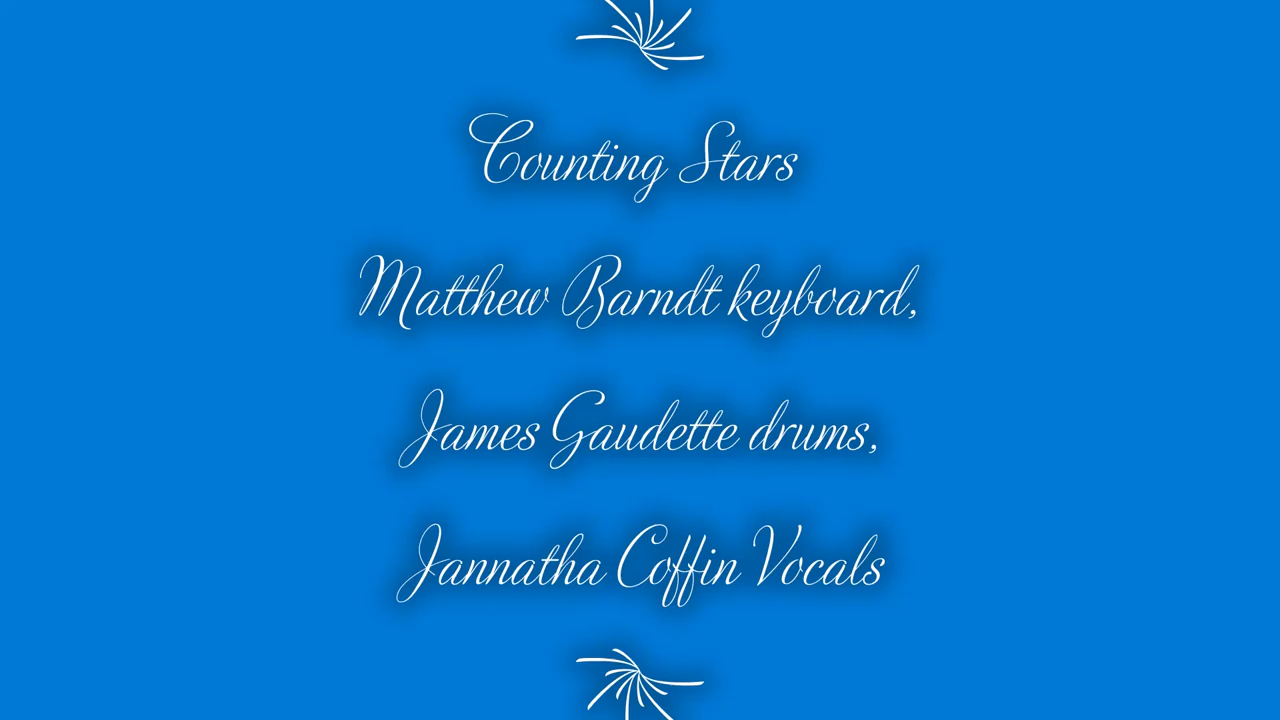 Counting Stars
Matthew Barndt keyboard,
James Gaudette drums,
Jannatha Coffin Vocals